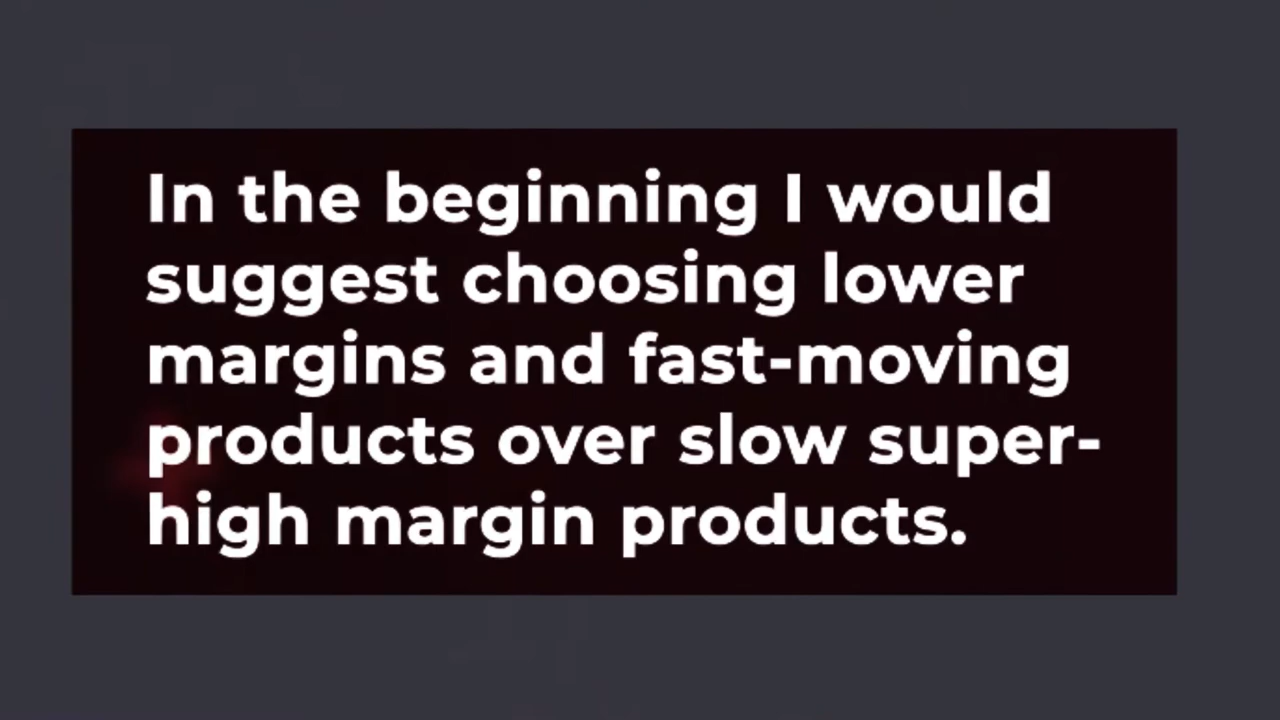 In the beginning I would
suggest choosing lower
margins and fast-moving
products over slow super-
high margin products.